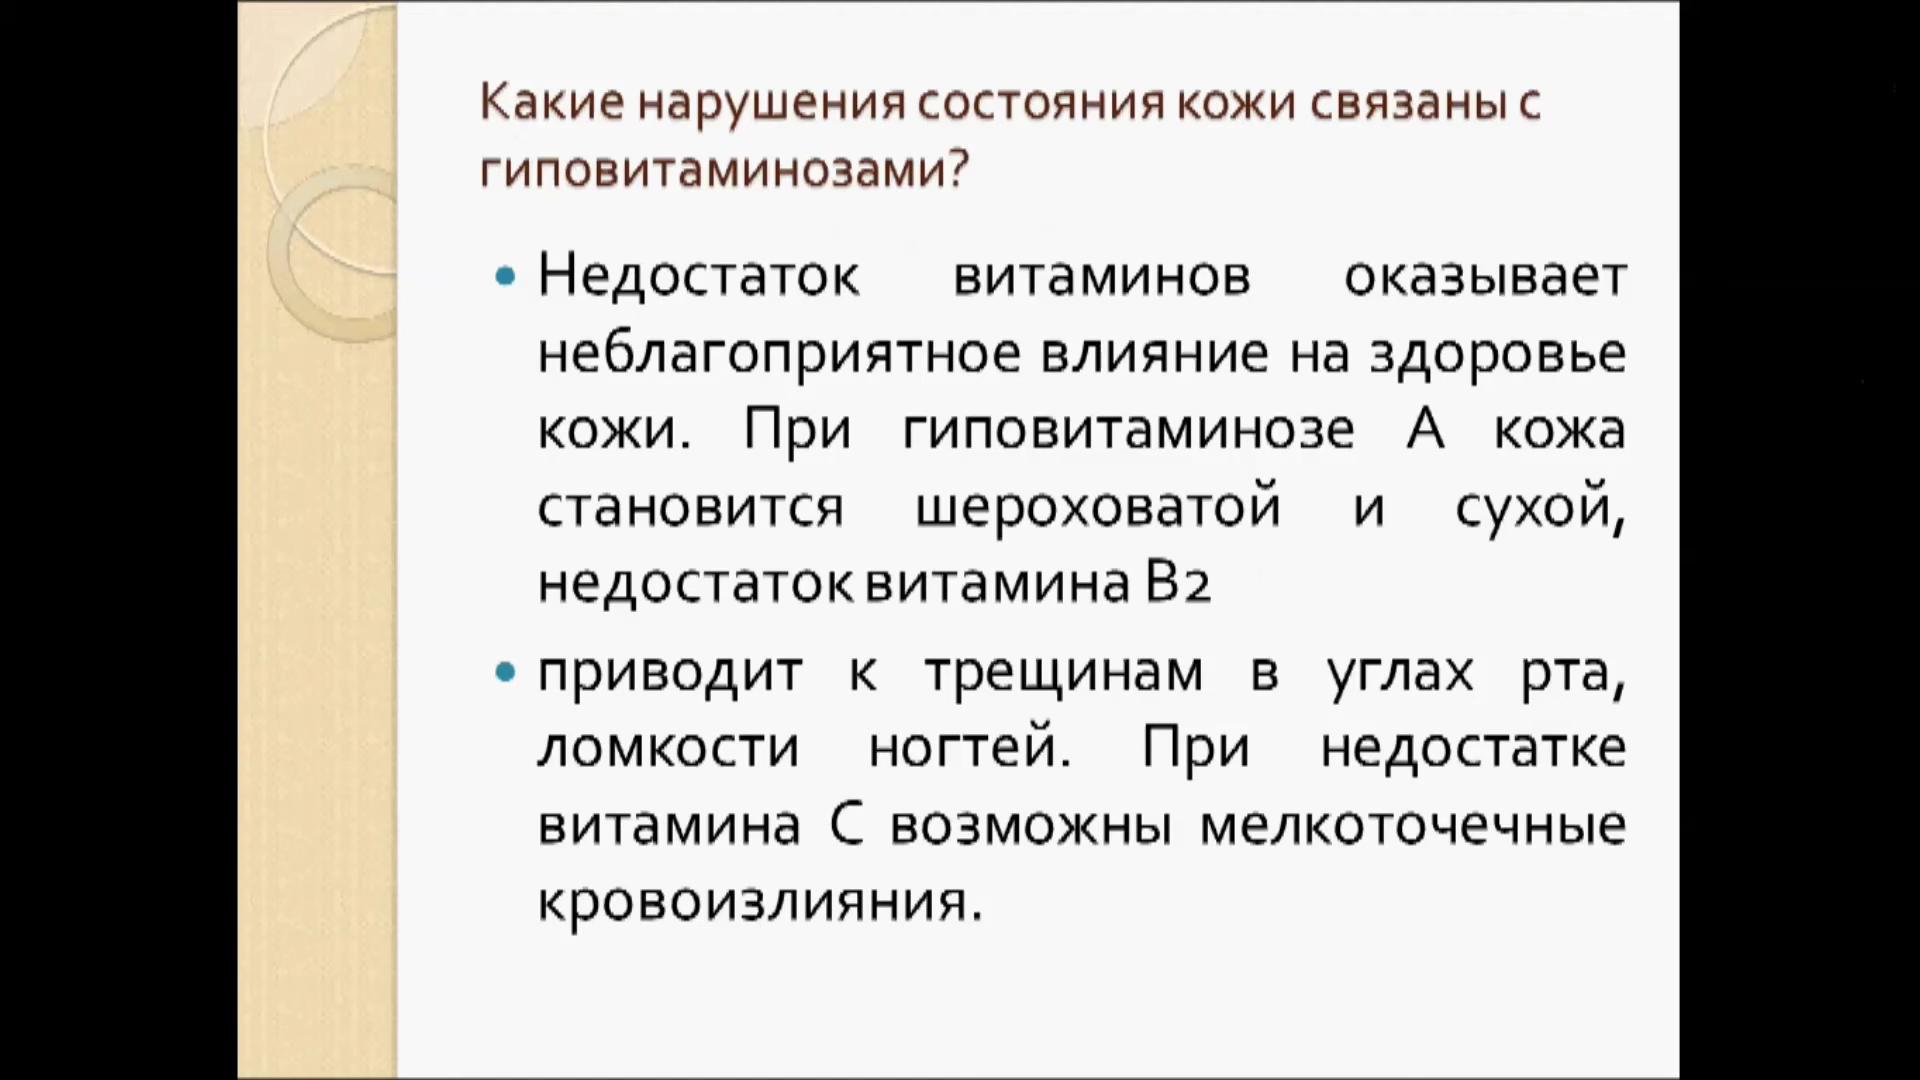 Какие нарушения состояния кожи связаны с
гиповитаминозами?
• Недостаток витаминов оказывает
неблагоприятное влияние на здоровье
кожи. При гиповитаминозе А кожа
становится шероховатой и сухой,
недостаток витамина В2
• приводит к трещинам в углах рта,
ломкости ногтей. При недостатке
витамина С возможны мелкоточечные
кровоизлияния.